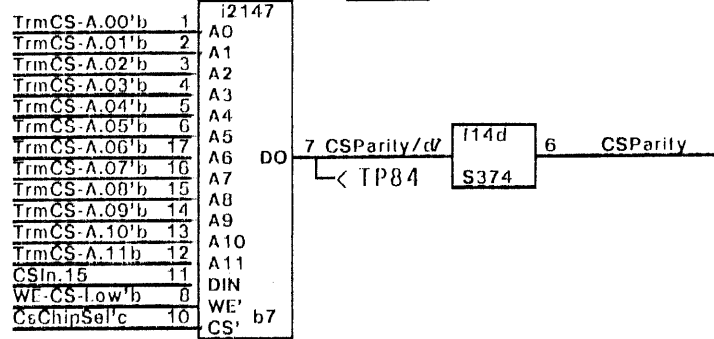 i2147
TrmCS-A.00'b 1 A0
TrmCS-A.01'b 2 A1
TrmCS-A.02'b 3 A2
TrmCS-A.03'b 4 A3
TrmCS-A.04'b 5 A4
TrmCS-A.05'b 6 A5
TrmCS-A.06'b 17 A6 DO 7 CSParity/d7 i14d 6 CSParity
TrmCS-A.07'b 16 A7 < TP84 S374
TrmCS-A.08'b 15 A8
TrmCS-A.09'b 14 A9
TrmCS-A.10'b 13 A10
TrmCS-A.11b 12 A11
CSIn.15 11 DIN
WE-CS-Low'b 8 WE'
CsChipSel'c 10 CS' b7